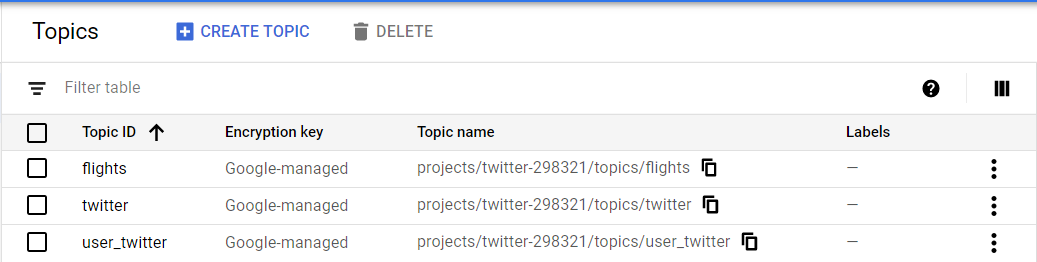 Topics CREATE TOPIC DELETE
Filter table
Topic ID Encryption key Topic name Labels
flights Google-managed projects/twitter-298321/topics/flights —
twitter Google-managed projects/twitter-298321/topics/twitter —
user_twitter Google-managed projects/twitter-298321/topics/user_twitter —